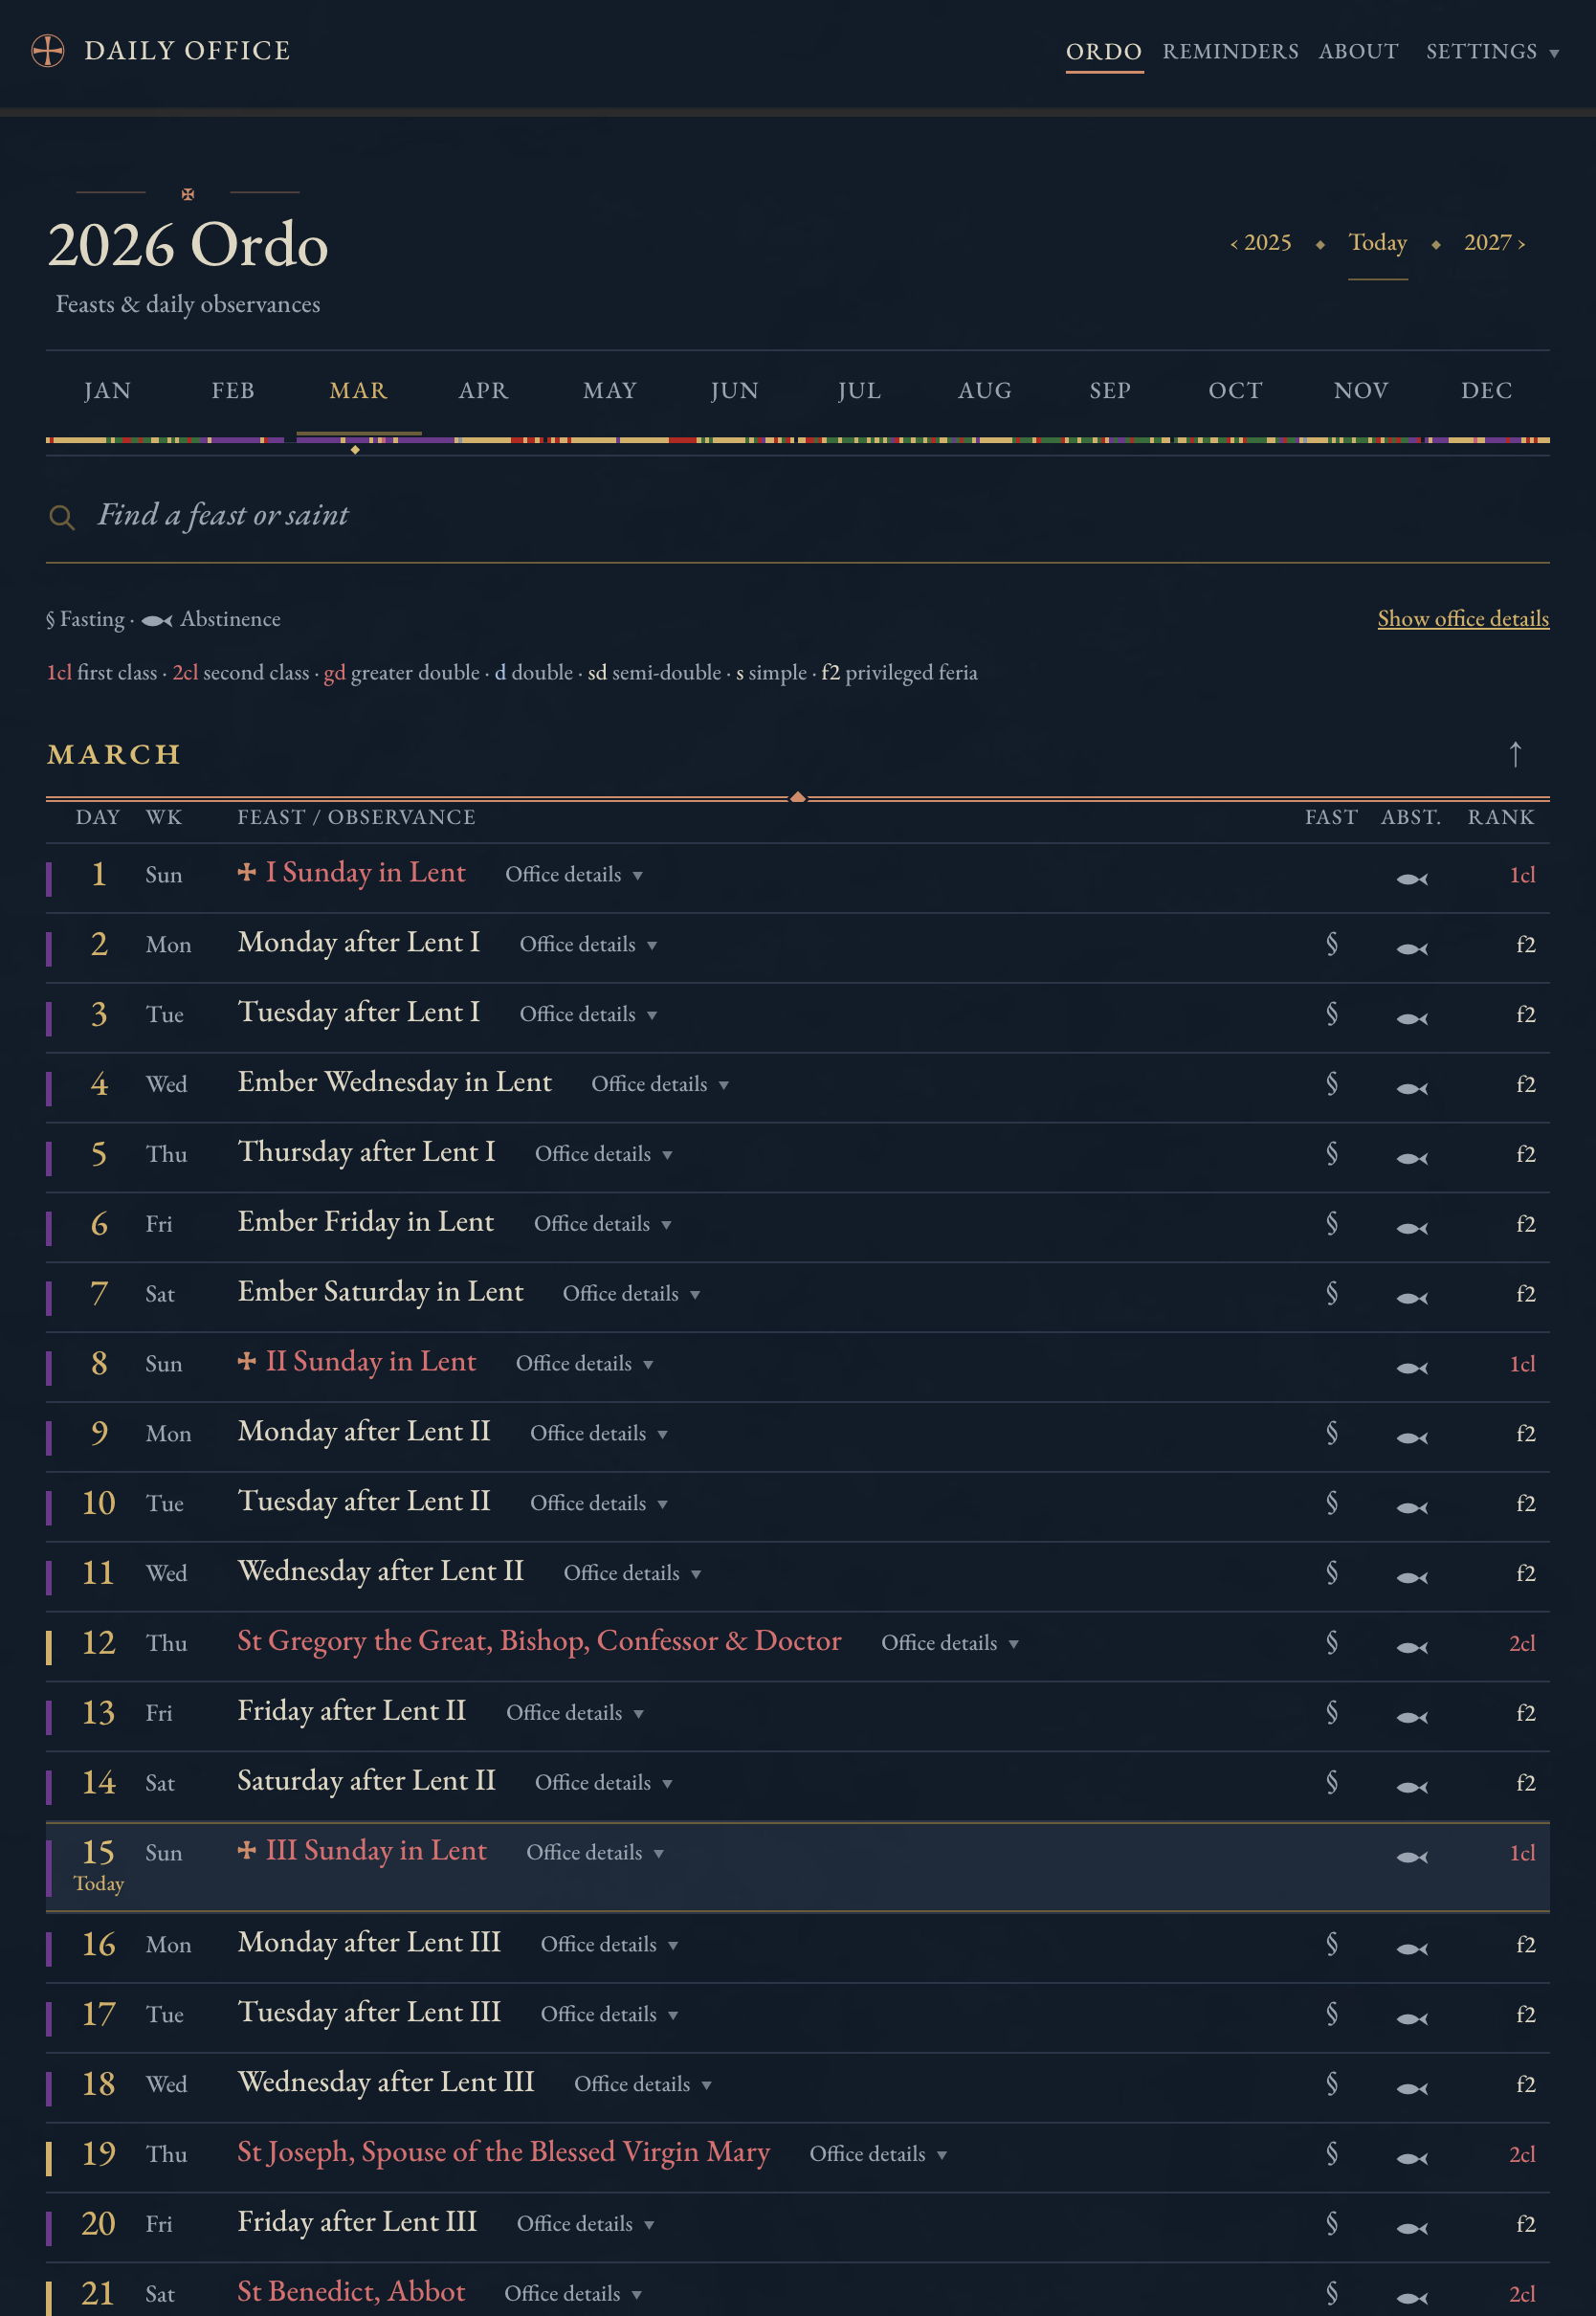 DAILY OFFICE
ORDO REMINDERS ABOUT SETTINGS ▼
2026 Ordo
‹ 2025 ◆ Today ◆ 2027 ›
Feasts & daily observances
JAN FEB MAR APR MAY JUN JUL AUG SEP OCT NOV DEC
Find a feast or saint
§ Fasting · Abstinence
Show office details
1cl first class · 2cl second class · gd greater double · d double · sd semi-double · s simple · f2 privileged feria
MARCH ↑
DAY WK FEAST / OBSERVANCE FAST ABST. RANK
1 Sun ✠ I Sunday in Lent Office details ▼ 1cl
2 Mon Monday after Lent I Office details ▼ § f2
3 Tue Tuesday after Lent I Office details ▼ § f2
4 Wed Ember Wednesday in Lent Office details ▼ § f2
5 Thu Thursday after Lent I Office details ▼ § f2
6 Fri Ember Friday in Lent Office details ▼ § f2
7 Sat Ember Saturday in Lent Office details ▼ § f2
8 Sun ✠ II Sunday in Lent Office details ▼ 1cl
9 Mon Monday after Lent II Office details ▼ § f2
10 Tue Tuesday after Lent II Office details ▼ § f2
11 Wed Wednesday after Lent II Office details ▼ § f2
12 Thu St Gregory the Great, Bishop, Confessor & Doctor Office details ▼ § 2cl
13 Fri Friday after Lent II Office details ▼ § f2
14 Sat Saturday after Lent II Office details ▼ § f2
15 Sun ✠ III Sunday in Lent Office details ▼ 1cl
Today
16 Mon Monday after Lent III Office details ▼ § f2
17 Tue Tuesday after Lent III Office details ▼ § f2
18 Wed Wednesday after Lent III Office details ▼ § f2
19 Thu St Joseph, Spouse of the Blessed Virgin Mary Office details ▼ § 2cl
20 Fri Friday after Lent III Office details ▼ § f2
21 Sat St Benedict, Abbot Office details ▼ § 2cl